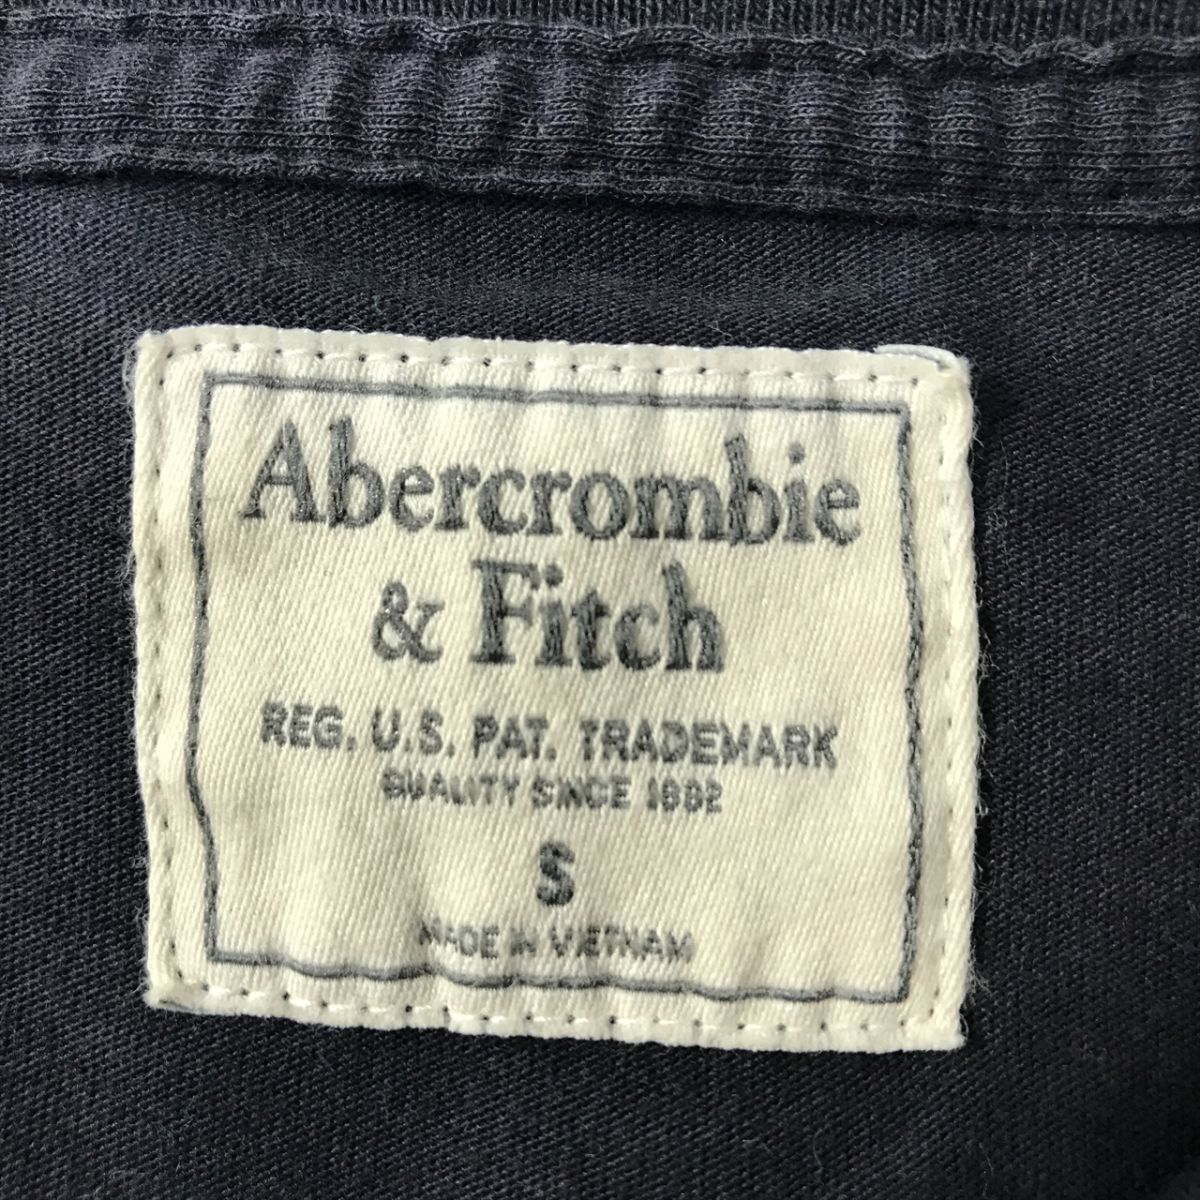 Abercrombie
& Fitch
REG. U.S. PAT. TRADEMARK
QUALITY SINCE 1892
S
MADE IN VIETNAM